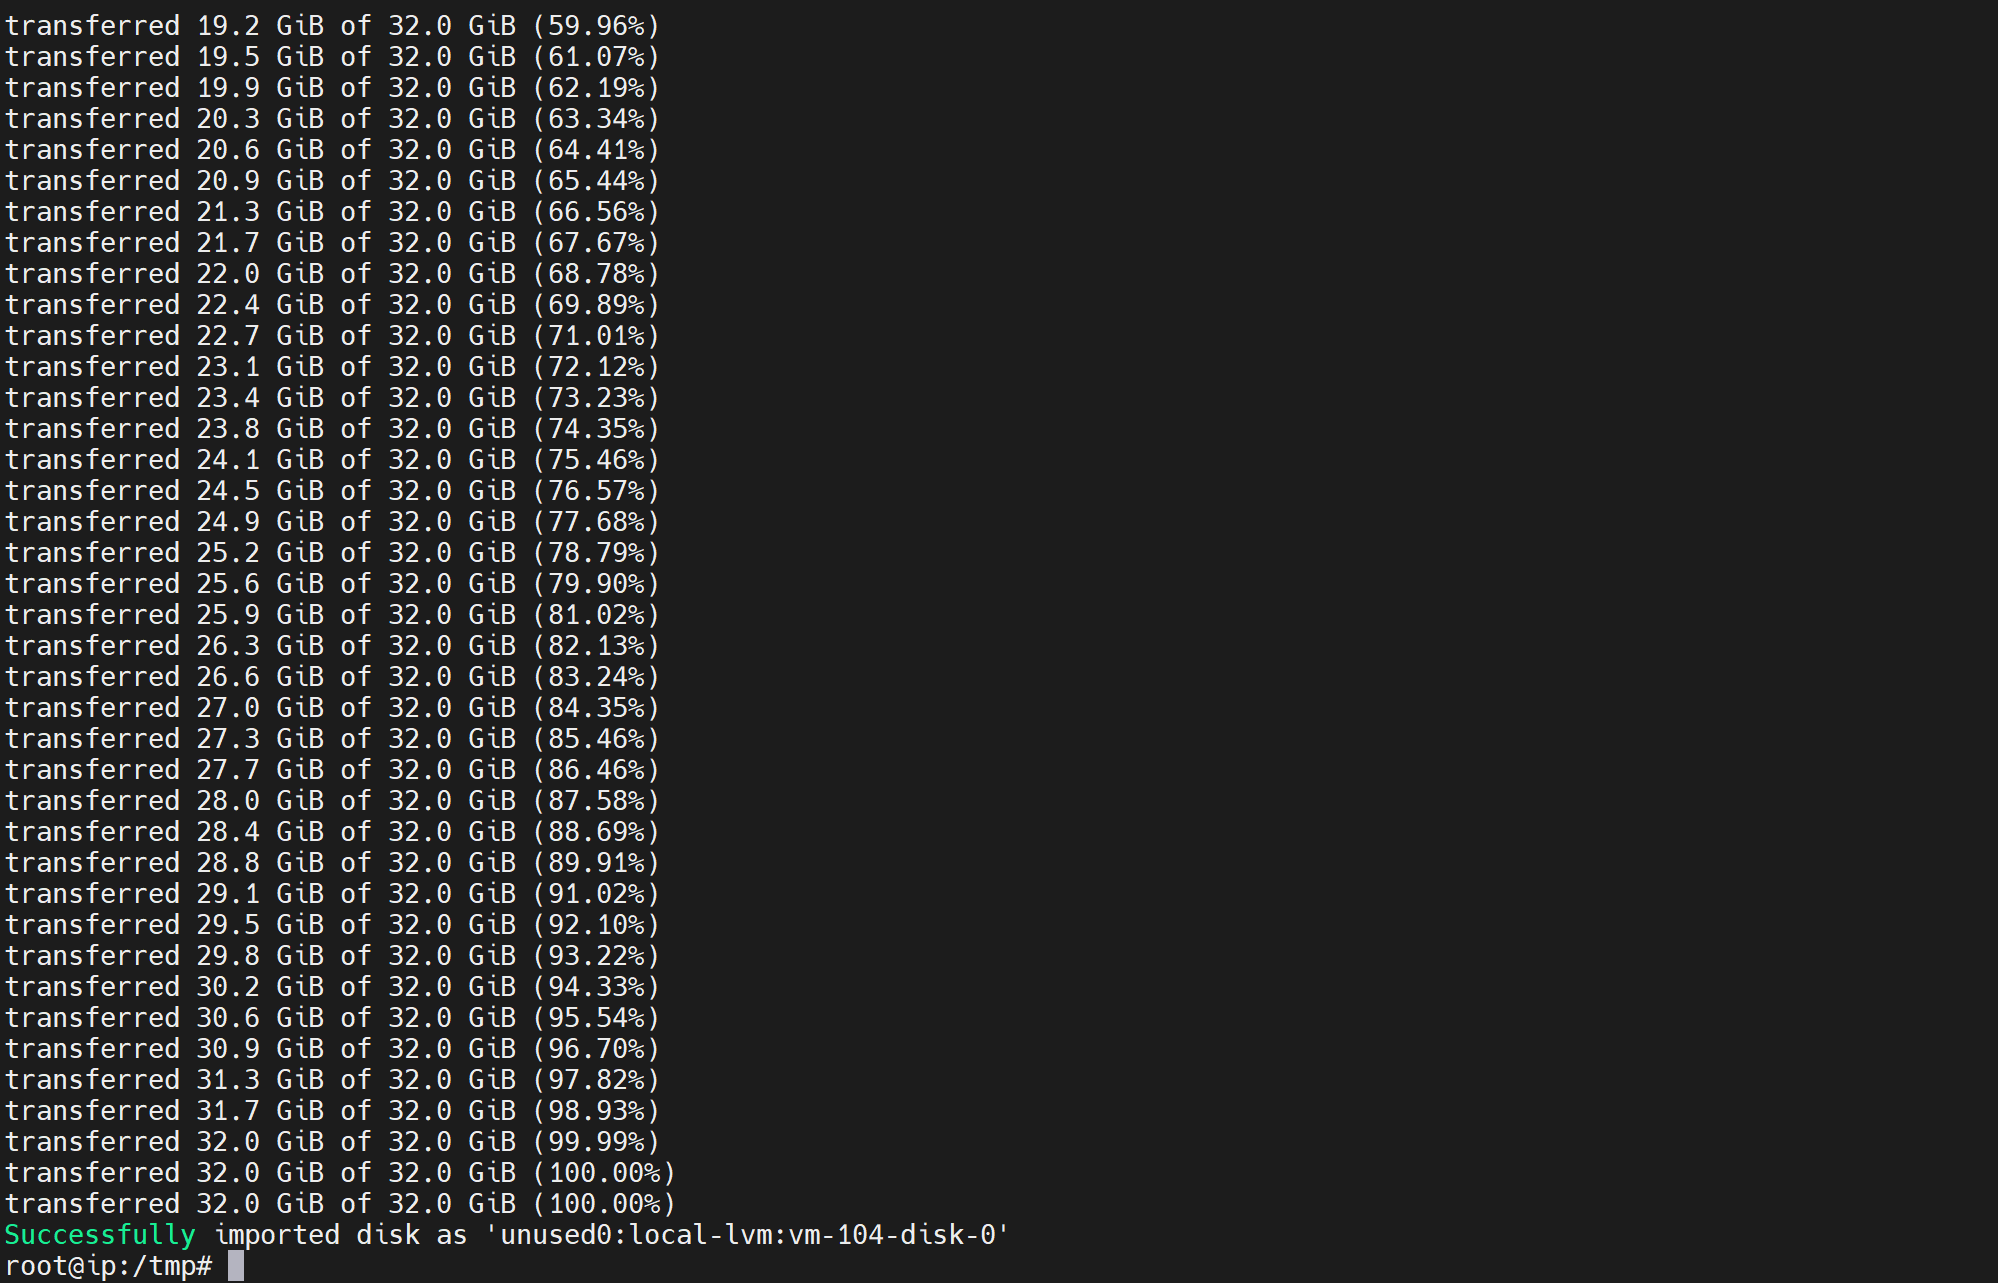 transferred 19.2 GiB of 32.0 GiB (59.96%)
transferred 19.5 GiB of 32.0 GiB (61.07%)
transferred 19.9 GiB of 32.0 GiB (62.19%)
transferred 20.3 GiB of 32.0 GiB (63.34%)
transferred 20.6 GiB of 32.0 GiB (64.41%)
transferred 20.9 GiB of 32.0 GiB (65.44%)
transferred 21.3 GiB of 32.0 GiB (66.56%)
transferred 21.7 GiB of 32.0 GiB (67.67%)
transferred 22.0 GiB of 32.0 GiB (68.78%)
transferred 22.4 GiB of 32.0 GiB (69.89%)
transferred 22.7 GiB of 32.0 GiB (71.01%)
transferred 23.1 GiB of 32.0 GiB (72.12%)
transferred 23.4 GiB of 32.0 GiB (73.23%)
transferred 23.8 GiB of 32.0 GiB (74.35%)
transferred 24.1 GiB of 32.0 GiB (75.46%)
transferred 24.5 GiB of 32.0 GiB (76.57%)
transferred 24.9 GiB of 32.0 GiB (77.68%)
transferred 25.2 GiB of 32.0 GiB (78.79%)
transferred 25.6 GiB of 32.0 GiB (79.90%)
transferred 25.9 GiB of 32.0 GiB (81.02%)
transferred 26.3 GiB of 32.0 GiB (82.13%)
transferred 26.6 GiB of 32.0 GiB (83.24%)
transferred 27.0 GiB of 32.0 GiB (84.35%)
transferred 27.3 GiB of 32.0 GiB (85.46%)
transferred 27.7 GiB of 32.0 GiB (86.46%)
transferred 28.0 GiB of 32.0 GiB (87.58%)
transferred 28.4 GiB of 32.0 GiB (88.69%)
transferred 28.8 GiB of 32.0 GiB (89.91%)
transferred 29.1 GiB of 32.0 GiB (91.02%)
transferred 29.5 GiB of 32.0 GiB (92.10%)
transferred 29.8 GiB of 32.0 GiB (93.22%)
transferred 30.2 GiB of 32.0 GiB (94.33%)
transferred 30.6 GiB of 32.0 GiB (95.54%)
transferred 30.9 GiB of 32.0 GiB (96.70%)
transferred 31.3 GiB of 32.0 GiB (97.82%)
transferred 31.7 GiB of 32.0 GiB (98.93%)
transferred 32.0 GiB of 32.0 GiB (99.99%)
transferred 32.0 GiB of 32.0 GiB (100.00%)
transferred 32.0 GiB of 32.0 GiB (100.00%)
Successfully imported disk as 'unused0:local-lvm:vm-104-disk-0'
root@ip:/tmp#